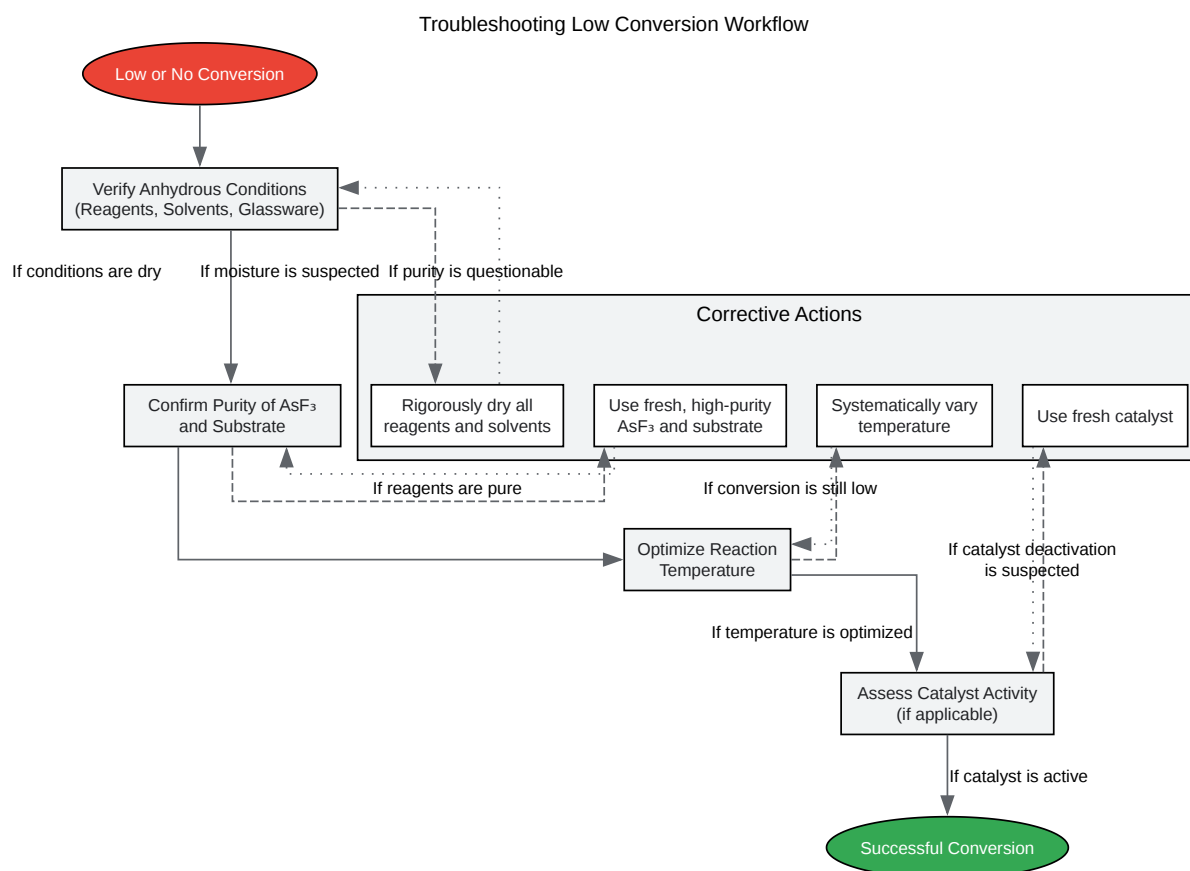 Troubleshooting Low Conversion Workflow
Low or No Conversion
Verify Anhydrous Conditions
(Reagents, Solvents, Glassware)
If conditions are dry
If moisture is suspected
If purity is questionable
Corrective Actions
Confirm Purity of AsF₃
and Substrate
Rigorously dry all
reagents and solvents
Use fresh, high-purity
AsF₃ and substrate
Systematically vary
temperature
Use fresh catalyst
If reagents are pure
If conversion is still low
Optimize Reaction
Temperature
If catalyst deactivation
is suspected
If temperature is optimized
Assess Catalyst Activity
(if applicable)
If catalyst is active
Successful Conversion